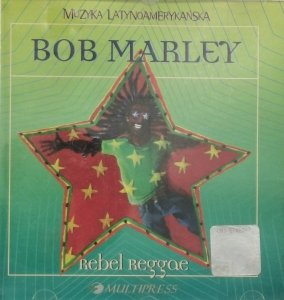 MUZYKA LATYNOAMERYKAŃSKA
BOB MARLEY
Rebel Reggae
MULTIPRESS